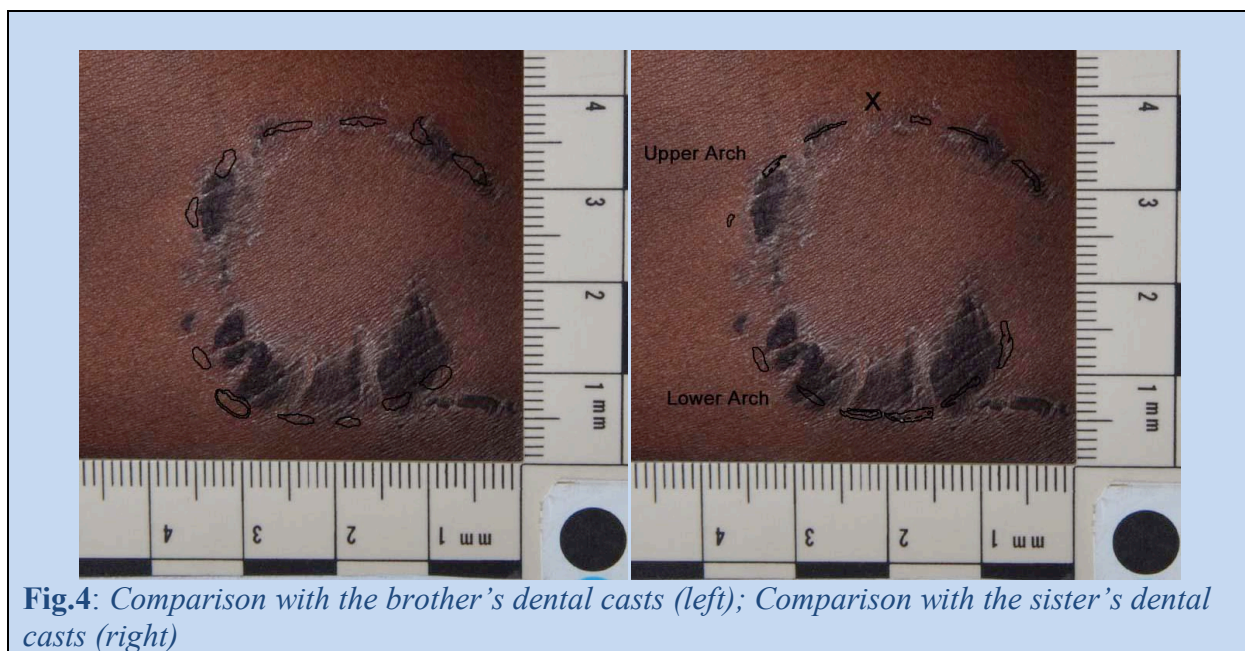 X
Upper Arch
Lower Arch
4
3
2
1 mm
4
3
2
1 mm
4
3
2
1 mm
4
3
2
1 mm
Fig.4: Comparison with the brother’s dental casts (left); Comparison with the sister’s dental
casts (right)